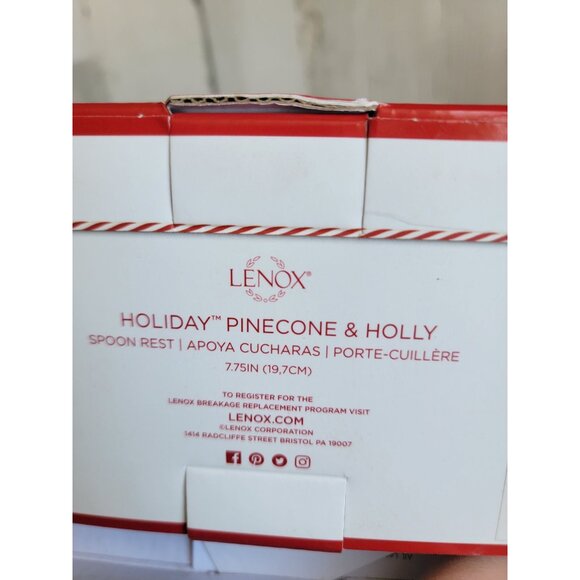 LENOX®
HOLIDAY™ PINECONE & HOLLY
SPOON REST | APOYA CUCHARAS | PORTE-CUILLÈRE
7.75IN (19,7CM)
TO REGISTER FOR THE
LENOX BREAKAGE REPLACEMENT PROGRAM VISIT
LENOX.COM
©LENOX CORPORATION
1414 RADCLIFFE STREET BRISTOL PA 19007